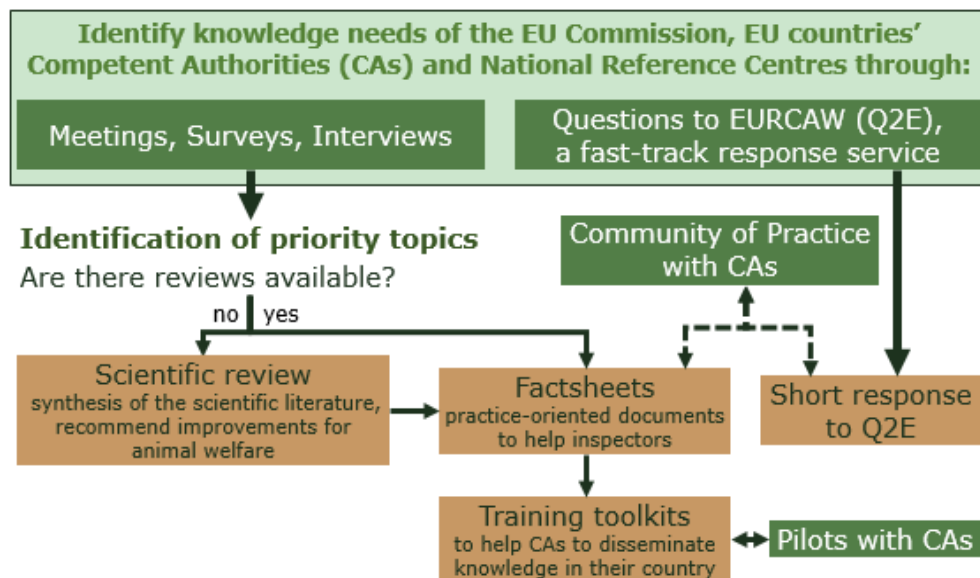 Identify knowledge needs of the EU Commission, EU countries’
Competent Authorities (CAs) and National Reference Centres through:
Meetings, Surveys, Interviews
Questions to EURCAW (Q2E),
a fast-track response service
Identification of priority topics
Are there reviews available?
Community of Practice
with CAs
no yes
Scientific review
synthesis of the scientific literature,
recommend improvements for
animal welfare
Factsheets
practice-oriented documents
to help inspectors
Short response
to Q2E
Training toolkits
to help CAs to disseminate
knowledge in their country
Pilots with CAs